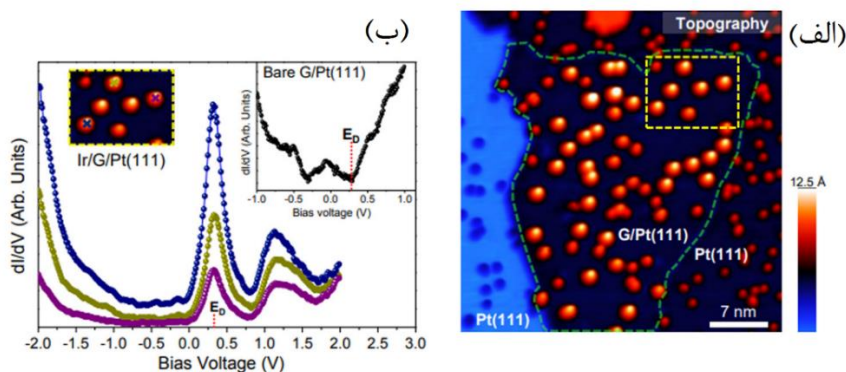 (ب)
Ir/G/Pt(111)
Bare G/Pt(111)
E_D
dI/dV (Arb. Units)
-1.0 -0.5 0.0 0.5 1.0
Bias voltage (V)
E_D
dI/dV (Arb. Units)
-2.0 -1.5 -1.0 -0.5 0.0 0.5 1.0 1.5 2.0 2.5 3.0
Bias Voltage (V)
(الف)
Topography
G/Pt(111)
Pt(111)
Pt(111)
7 nm
12.5 Å